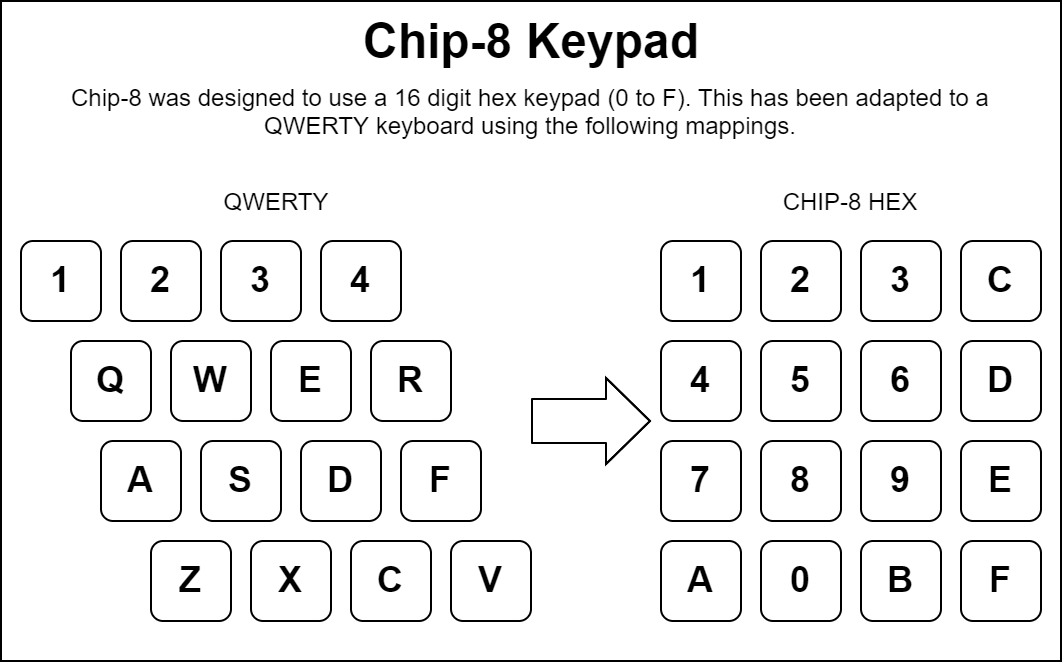 Chip-8 Keypad
Chip-8 was designed to use a 16 digit hex keypad (0 to F). This has been adapted to a
QWERTY keyboard using the following mappings.
QWERTY
1 2 3 4
Q W E R
A S D F
Z X C V
CHIP-8 HEX
1 2 3 C
4 5 6 D
7 8 9 E
A 0 B F